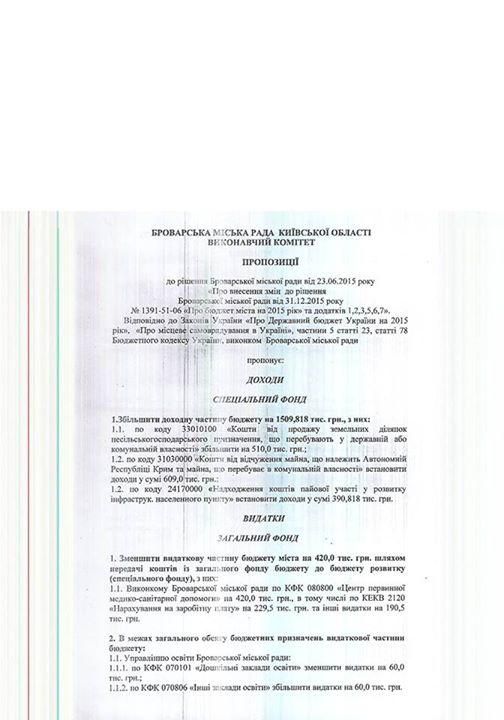 БРОВАРСЬКА МІСЬКА РАДА КИЇВСЬКОЇ ОБЛАСТІ
ВИКОНАВЧИЙ КОМІТЕТ
ПРОПОЗИЦІЇ
до рішення Броварської міської ради від 23.06.2015 року
«Про внесення змін до рішення
Броварської міської ради від 31.12.2015 року
№ 1391-51-06 «Про бюджет міста на 2015 рік» та додатків 1,2,3,5,6,7».
Відповідно до Законів України «Про Державний бюджет України на 2015
рік», «Про місцеве самоврядування в Україні», частини 5 статті 23, статті 78
Бюджетного кодексу України, виконком Броварської міської ради
пропонує:
ДОХОДИ
СПЕЦІАЛЬНИЙ ФОНД
1.Збільшити доходну частину бюджету на 1509,818 тис. грн., з них:
1.1. по коду 33010100 «Кошти від продажу земельних ділянок
несільськогосподарського призначення, що перебувають у державній або
комунальній власності» збільшити на 510,0 тис. грн.;
1.2. по коду 31030000 «Кошти від відчуження майна, що належить Автономній
Республіці Крим та майна, що перебуває в комунальній власності» встановити
доходи у сумі 609,0 тис. грн.;
1.2. по коду 24170000 «Надходження коштів пайової участі у розвитку
інфраструк. населенного пункту» встановити доходи у сумі 390,818 тис. грн.
ВИДАТКИ
ЗАГАЛЬНИЙ ФОНД
1. Зменшити видаткову частину бюджету міста на 420,0 тис. грн. шляхом
передачі коштів із загального фонду бюджету до бюджету розвитку
(спеціального фонду), з них:
1.1. Виконкому Броварської міської ради по КФК 080800 «Центр первинної
медико-санітарної допомоги» на 420,0 тис. грн., в тому числі по КЕКВ 2120
«Нарахування на заробітну плату» на 229,5 тис. грн. та інші видатки на 190,5
тис. грн.
2. В межах загального обсягу бюджетних призначень видаткової частини
бюджету:
1.1. Управлінню освіти Броварської міської ради:
1.1.1. по КФК 070101 «Дошкільні заклади освіти» зменшити видатки на 60,0
тис. грн.;
1.1.2. по КФК 070806 «Інші заклади освіти» збільшити видатки на 60,0 тис. грн.